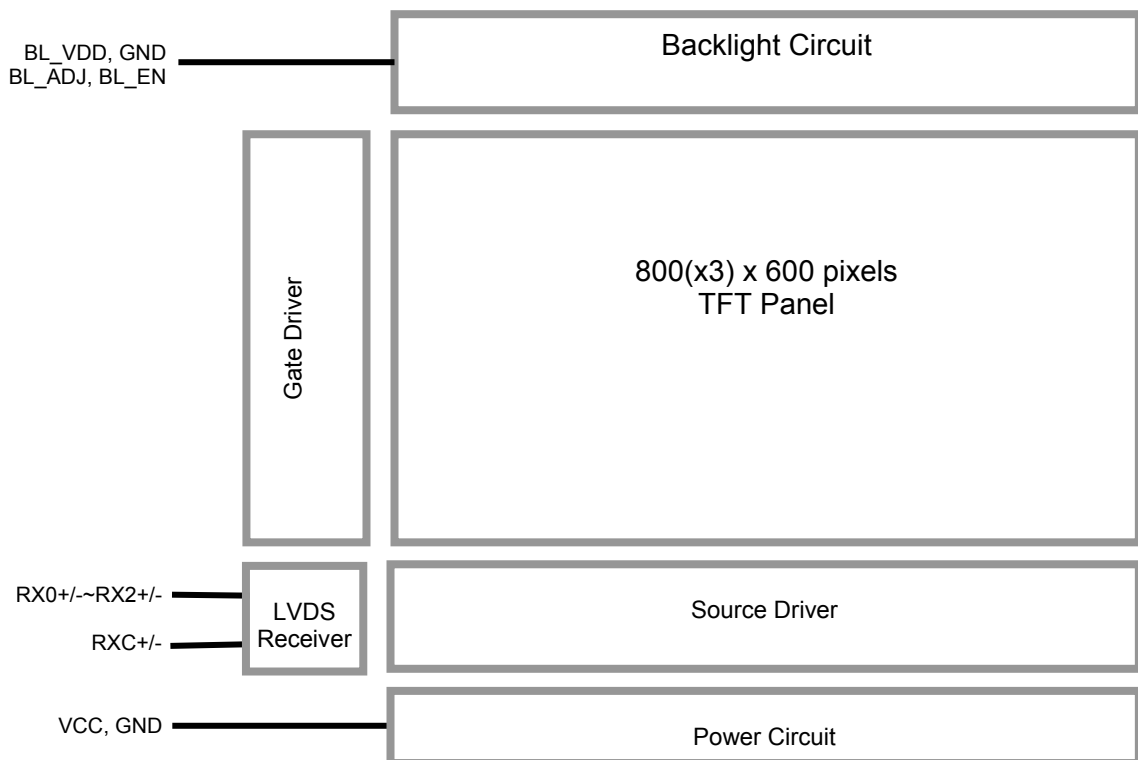 BL_VDD, GND
BL_ADJ, BL_EN
Backlight Circuit
Gate Driver
800(x3) x 600 pixels
TFT Panel
RX0+/-~RX2+/-
RXC+/-
LVDS
Receiver
Source Driver
VCC, GND
Power Circuit